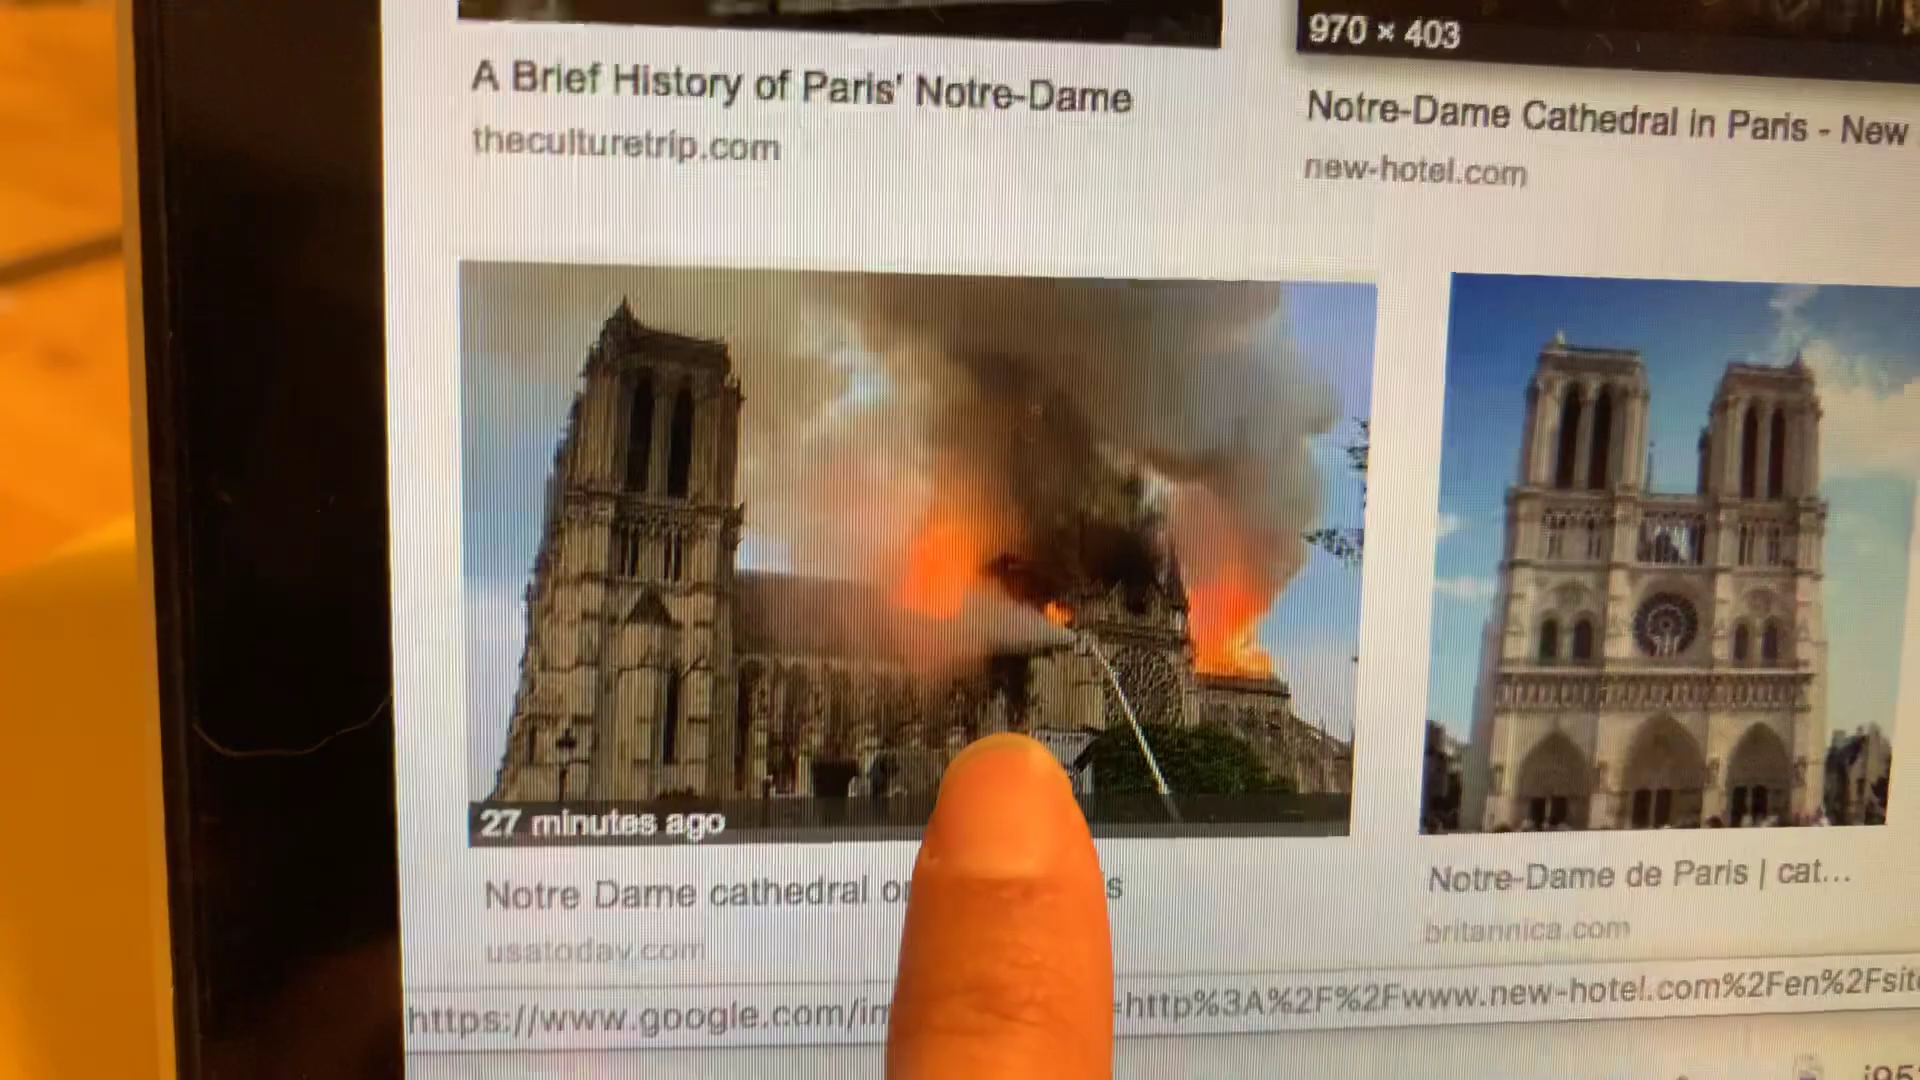 970 × 403
A Brief History of Paris' Notre-Dame
theculturetrip.com
Notre-Dame Cathedral in Paris - New
new-hotel.com
27 minutes ago
Notre Dame cathedral
usatoday.com
Notre-Dame de Paris | cat...
britannica.com
https://www.google.com/im =http%3A%2F%2Fwww.new-hotel.com%2Fen%2Fsite